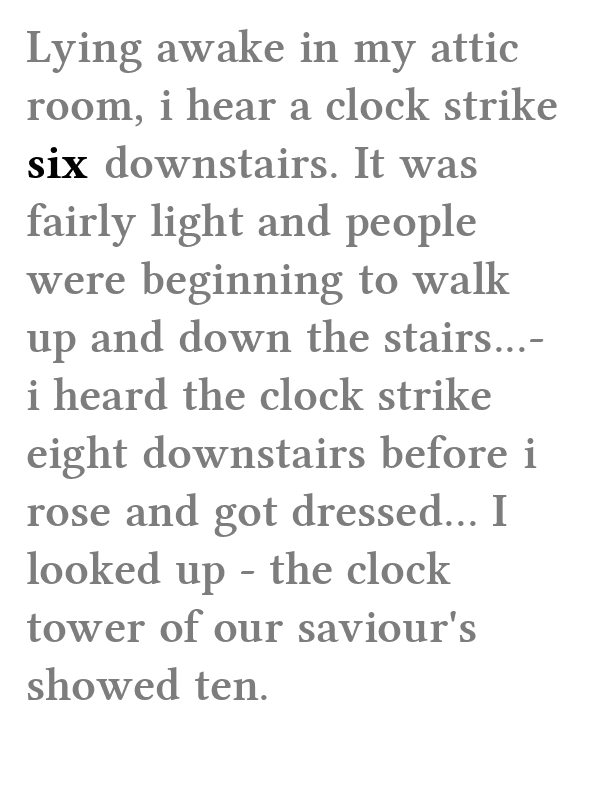 Lying awake in my attic
room, i hear a clock strike
six downstairs. It was
fairly light and people
were beginning to walk
up and down the stairs...-
i heard the clock strike
eight downstairs before i
rose and got dressed... I
looked up - the clock
tower of our saviour's
showed ten.